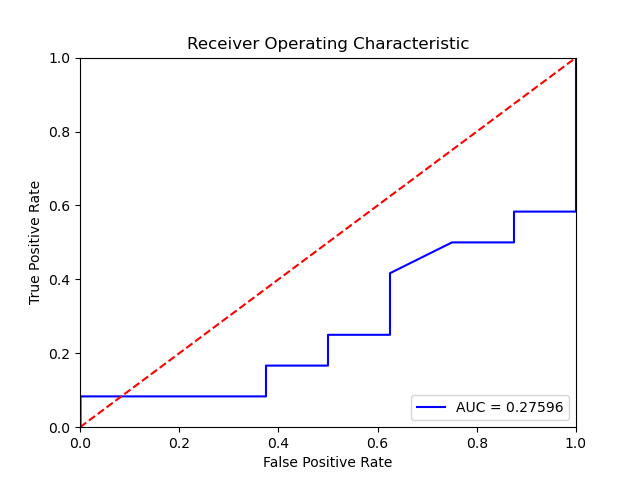 Receiver Operating Characteristic
True Positive Rate
1.0
0.8
0.6
0.4
0.2
0.0
AUC = 0.27596
0.0 0.2 0.4 0.6 0.8 1.0
False Positive Rate